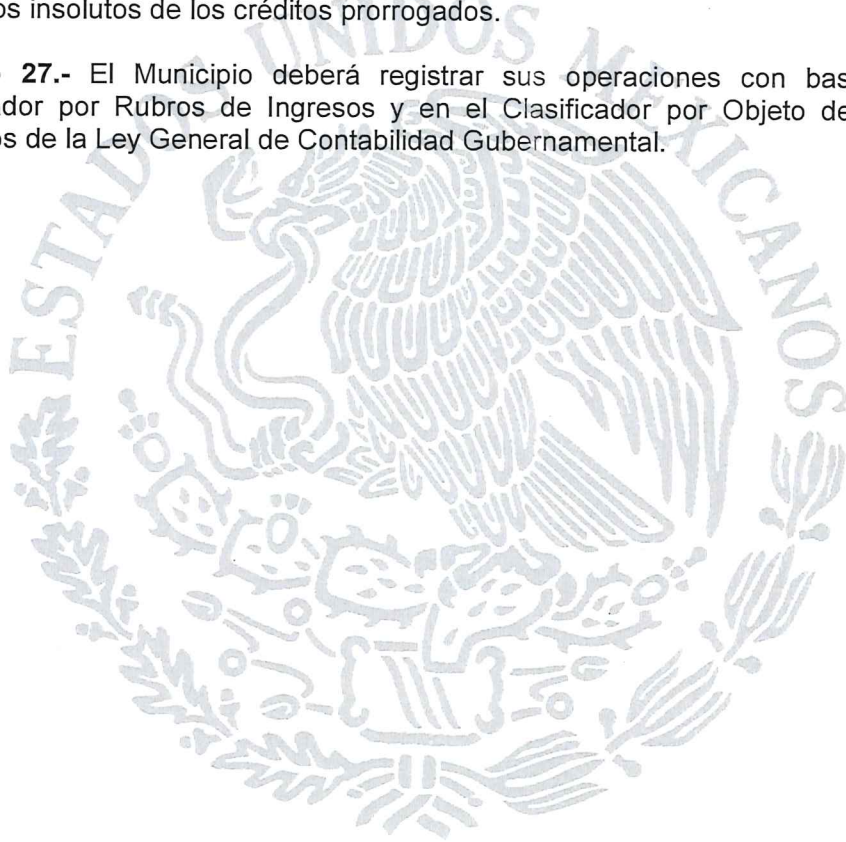 os insolutos de los créditos prorrogados.
27.- El Municipio deberá registrar sus operaciones con bas
ador por Rubros de Ingresos y en el Clasificador por Objeto de
os de la Ley General de Contabilidad Gubernamental.
ESTADOS UNIDOS MEXICANOS